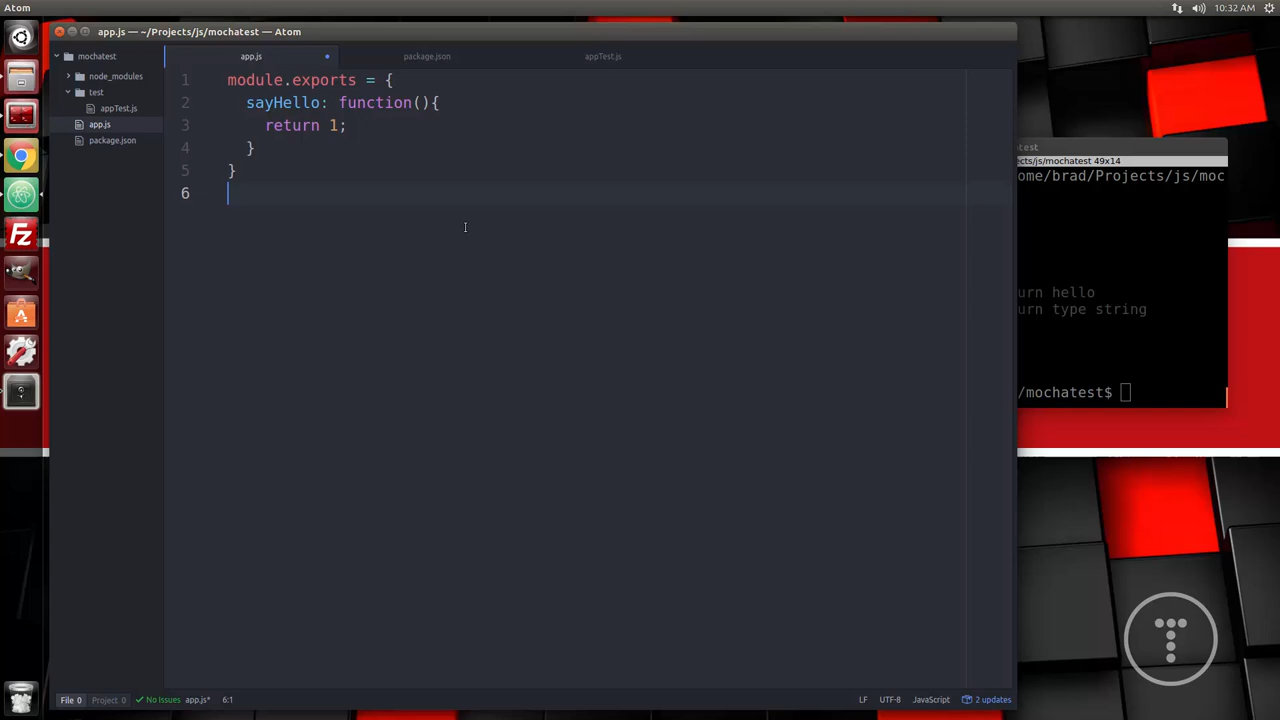 Atom
10:32 AM
app.js — ~/Projects/js/mochatest — Atom
mochatest
node_modules
test
appTest.js
app.js
package.json
app.js
package.json
appTest.js
1 module.exports = {
2 sayHello: function(){
3 return 1;
4 }
5 }
6
test
cts/js/mochatest 49x14
ome/brad/Projects/js/moc
urn hello
urn type string
/mochatest$
File 0
Project 0
No Issues
app.js*
6:1
LF
UTF-8
JavaScript
2 updates
Fz
A
T